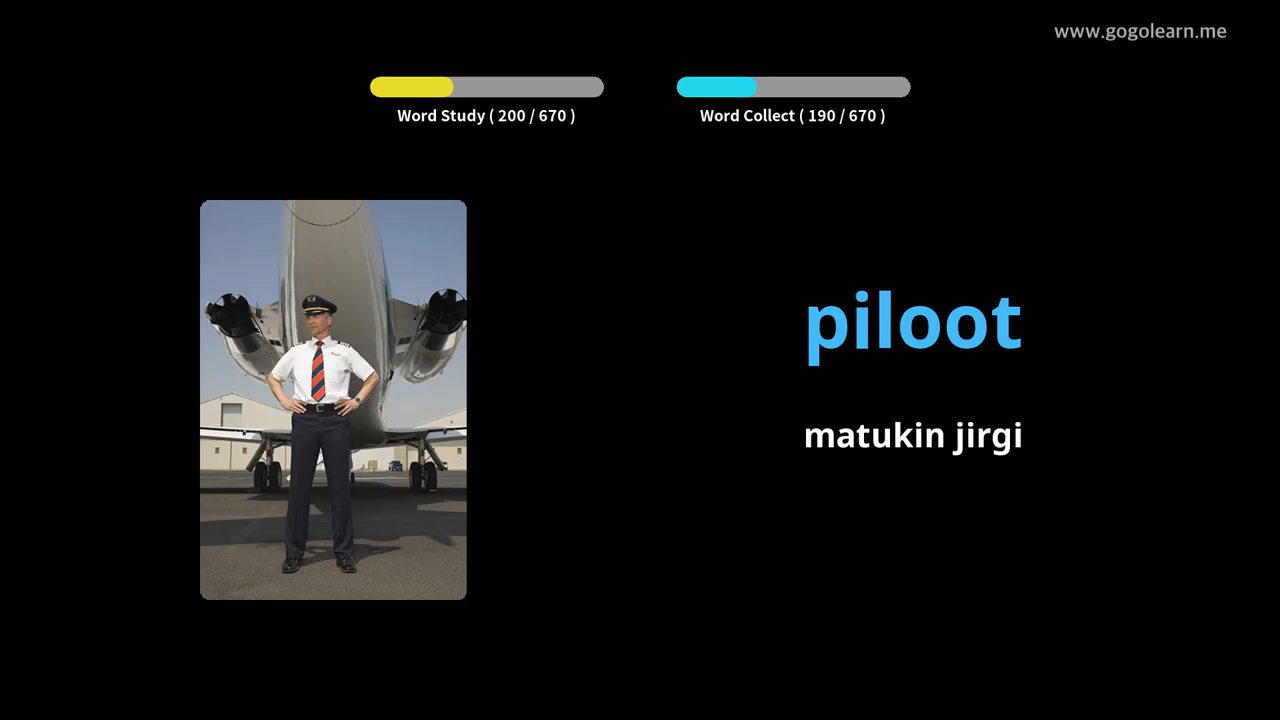 www.gogolearn.me
Word Study ( 200 / 670 )
Word Collect ( 190 / 670 )
piloot
matukin jirgi